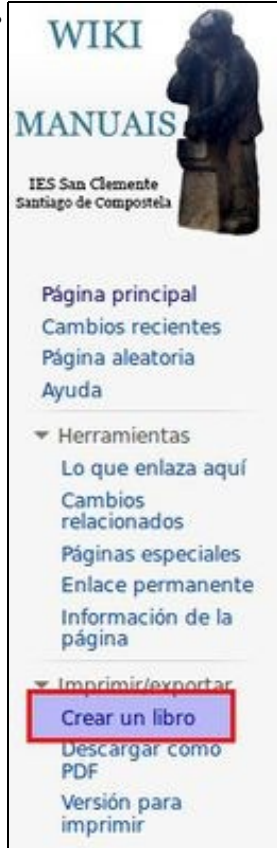 WIKI
MANUAIS
IES San Clemente
Santiago de Compostela
Página principal
Cambios recientes
Página aleatoria
Ayuda
Herramientas
Lo que enlaza aquí
Cambios
relacionados
Páginas especiales
Enlace permanente
Información de la
página
Imprimir/exportar
Crear un libro
Descargar como
PDF
Versión para
imprimir